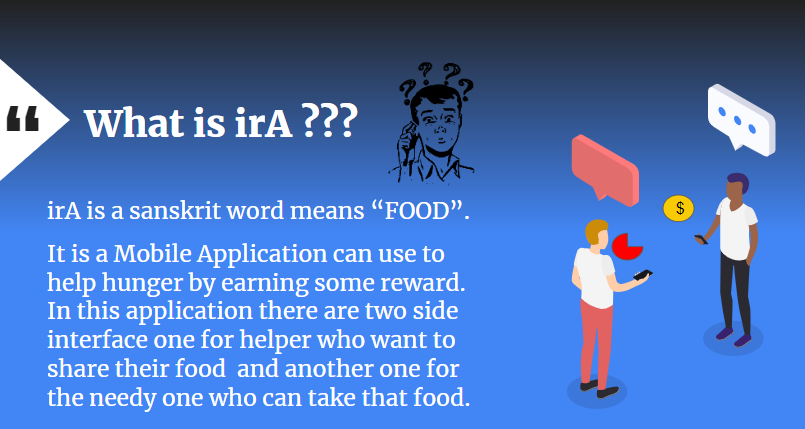 “
What is irA ???
irA is a sanskrit word means “FOOD”.
It is a Mobile Application can use to
help hunger by earning some reward.
In this application there are two side
interface one for helper who want to
share their food and another one for
the needy one who can take that food.
? ? ? ?
$